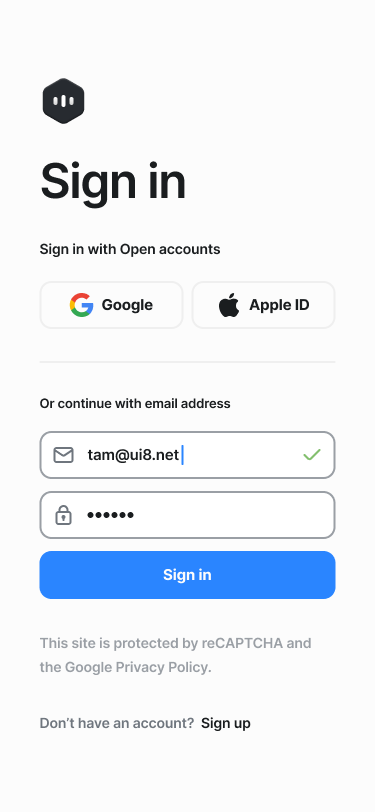 Sign in
Sign in with Open accounts
Google
Apple ID
Or continue with email address
tam@ui8.net
••••••
Sign in
This site is protected by reCAPTCHA and
the Google Privacy Policy.
Don’t have an account? Sign up